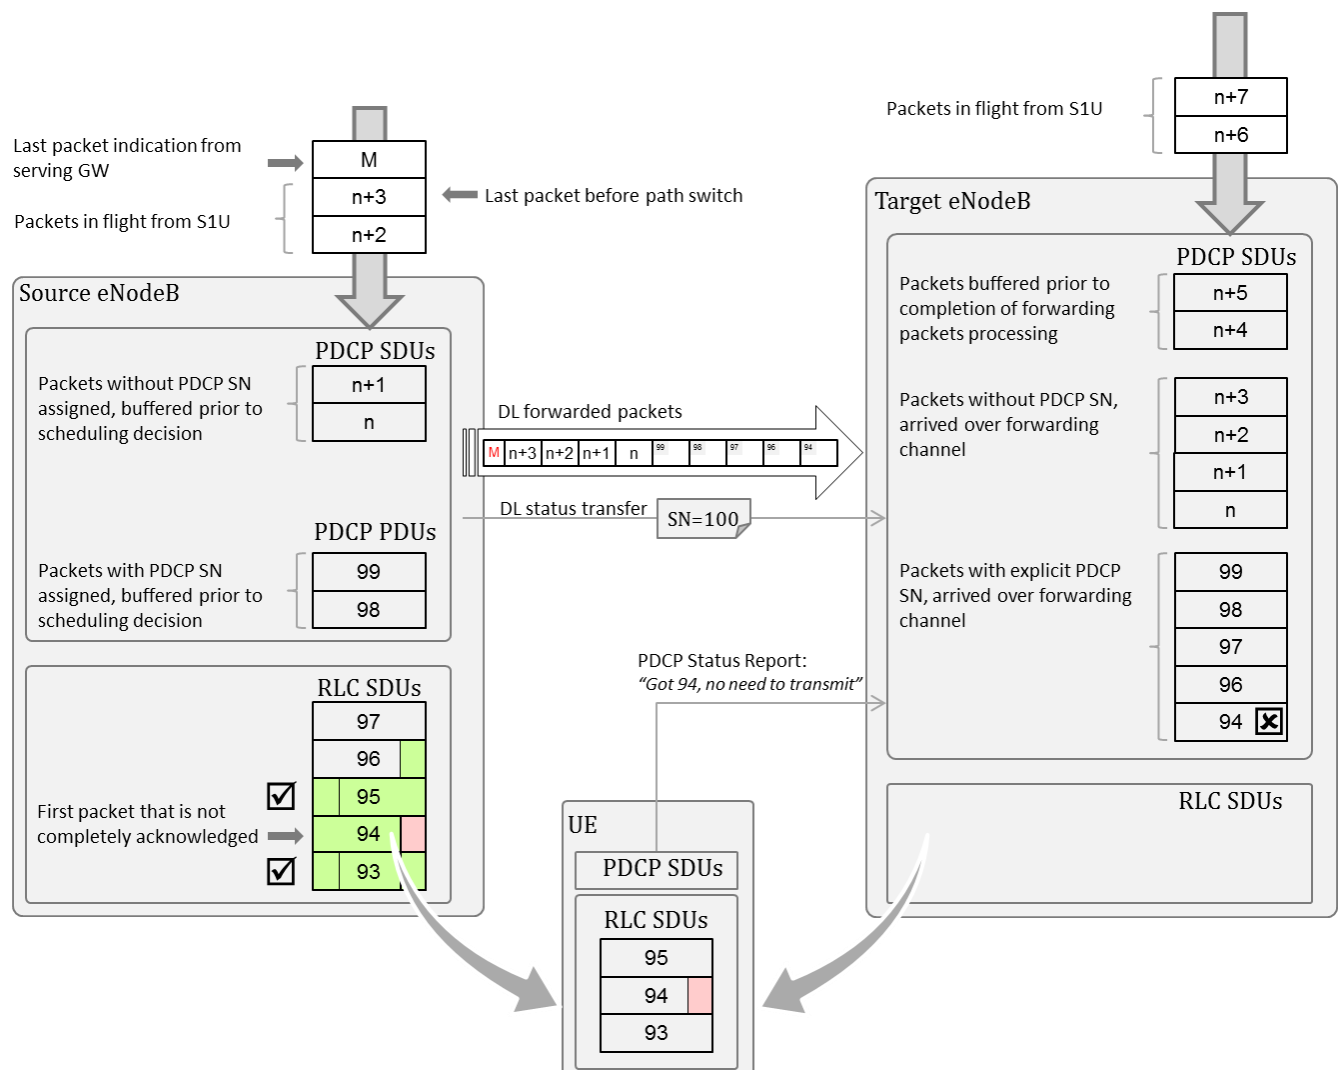 Last packet indication from
serving GW
M
n+3
n+2
Last packet before path switch
Packets in flight from S1U
Source eNodeB
PDCP SDUs
Packets without PDCP SN
assigned, buffered prior to
scheduling decision
n+1
n
PDCP PDUs
Packets with PDCP SN
assigned, buffered prior to
scheduling decision
99
98
RLC SDUs
97
96
95
94
93
First packet that is not
completely acknowledged
DL forwarded packets
M n+3 n+2 n+1 n 99 98 97 96 94
DL status transfer
SN=100
PDCP Status Report:
“Got 94, no need to transmit”
UE
PDCP SDUs
RLC SDUs
95
94
93
Packets in flight from S1U
n+7
n+6
Target eNodeB
PDCP SDUs
Packets buffered prior to
completion of forwarding
packets processing
n+5
n+4
Packets without PDCP SN,
arrived over forwarding
channel
n+3
n+2
n+1
n
Packets with explicit PDCP
SN, arrived over forwarding
channel
99
98
97
96
94
RLC SDUs